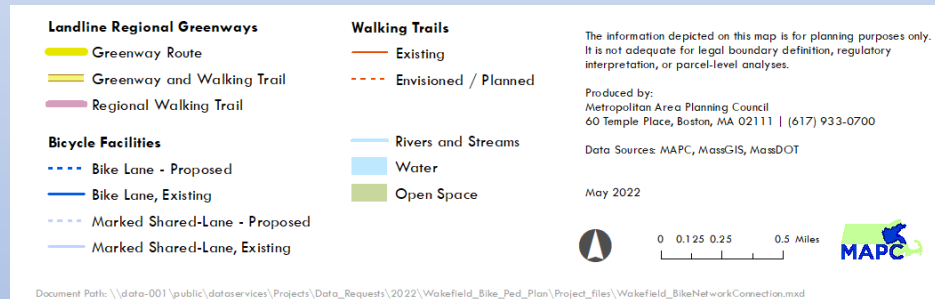 Landline Regional Greenways
Greenway Route
Greenway and Walking Trail
Regional Walking Trail
Bicycle Facilities
Bike Lane - Proposed
Bike Lane, Existing
Marked Shared-Lane - Proposed
Marked Shared-Lane, Existing
Walking Trails
Existing
Envisioned / Planned
Rivers and Streams
Water
Open Space
The information depicted on this map is for planning purposes only.
It is not adequate for legal boundary definition, regulatory
interpretation, or parcel-level analyses.
Produced by:
Metropolitan Area Planning Council
60 Temple Place, Boston, MA 02111 | (617) 933-0700
Data Sources: MAPC, MassGIS, MassDOT
May 2022
0 0.125 0.25 0.5 Miles
MAPC
Document Path: \\data-001\public\dataservices\Projects\Data_Requests\2022\Wakefield_Bike_Ped_Plan\Project_files\Wakefield_BikeNetworkConnection.mxd